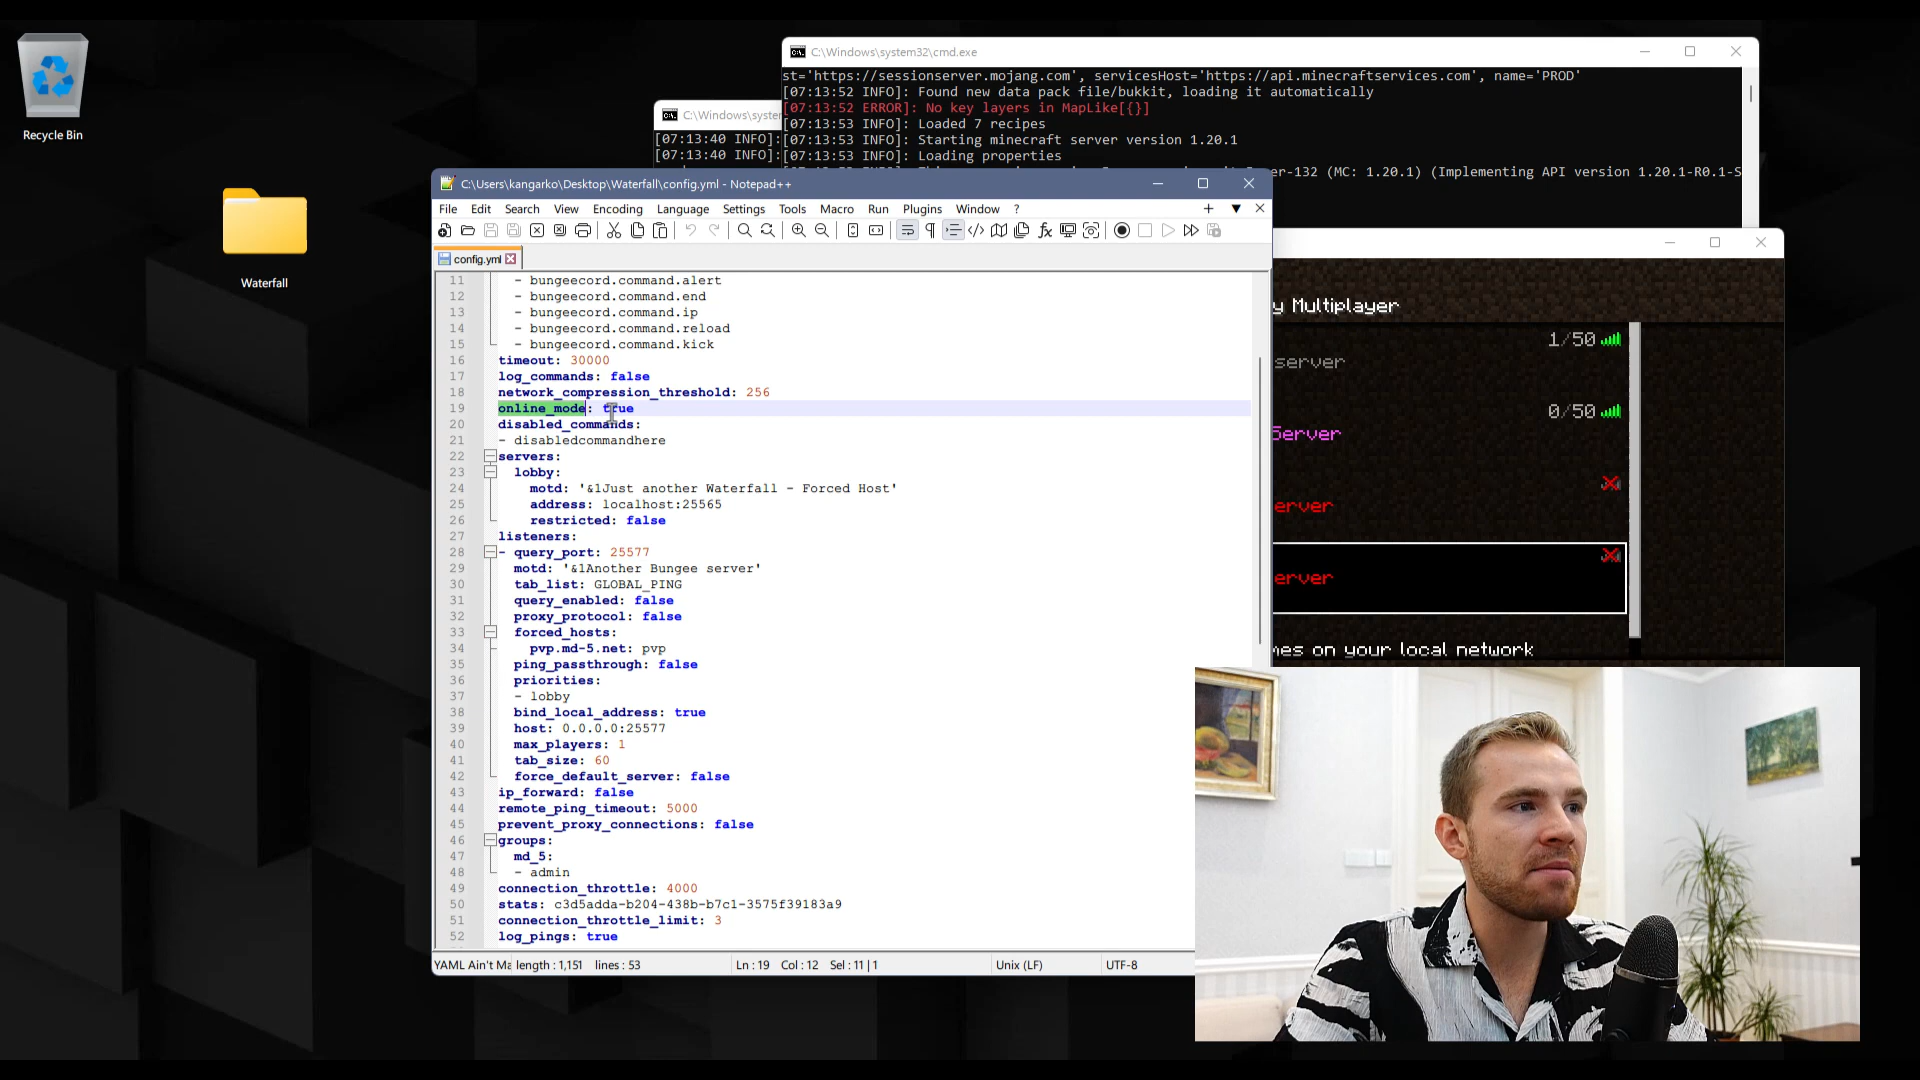 Recycle Bin
Waterfall
C:\Windows\system32\cmd.exe
st='https://sessionserver.mojang.com', servicesHost='https://api.minecraftservices.com', name='PROD'
[07:13:52 INFO]: Found new data pack file/bukkit, loading it automatically
[07:13:52 ERROR]: No key layers in MapLike[{}]
[07:13:53 INFO]: Loaded 7 recipes
[07:13:53 INFO]: Starting minecraft server version 1.20.1
[07:13:53 INFO]: Loading properties
er-132 (MC: 1.20.1) (Implementing API version 1.20.1-R0.1-S
C:\Windows\syster
[07:13:40 INFO]:
[07:13:40 INFO]:
C:\Users\kangarko\Desktop\Waterfall\config.yml - Notepad++
File Edit Search View Encoding Language Settings Tools Macro Run Plugins Window ?
config.yml
11 - bungeecord.command.alert
12 - bungeecord.command.end
13 - bungeecord.command.ip
14 - bungeecord.command.reload
15 - bungeecord.command.kick
16 timeout: 30000
17 log_commands: false
18 network_compression_threshold: 256
19 online_mode: true
20 disabled_commands:
21 - disabledcommandhere
22 servers:
23 lobby:
24 motd: '&1Just another Waterfall - Forced Host'
25 address: localhost:25565
26 restricted: false
27 listeners:
28 - query_port: 25577
29 motd: '&1Another Bungee server'
30 tab_list: GLOBAL_PING
31 query_enabled: false
32 proxy_protocol: false
33 forced_hosts:
34 pvp.md-5.net: pvp
35 ping_passthrough: false
36 priorities:
37 - lobby
38 bind_local_address: true
39 host: 0.0.0.0:25577
40 max_players: 1
41 tab_size: 60
42 force_default_server: false
43 ip_forward: false
44 remote_ping_timeout: 5000
45 prevent_proxy_connections: false
46 groups:
47 md_5:
48 - admin
49 connection_throttle: 4000
50 stats: c3d5adda-b204-438b-b7c1-3575f39183a9
51 connection_throttle_limit: 3
52 log_pings: true
YAML Ain't Ma length : 1,151 lines : 53 Ln : 19 Col : 12 Sel : 11 | 1 Unix (LF) UTF-8
y Multiplayer
1/50
server
0/50
Server
erver
erver
mes on your local network